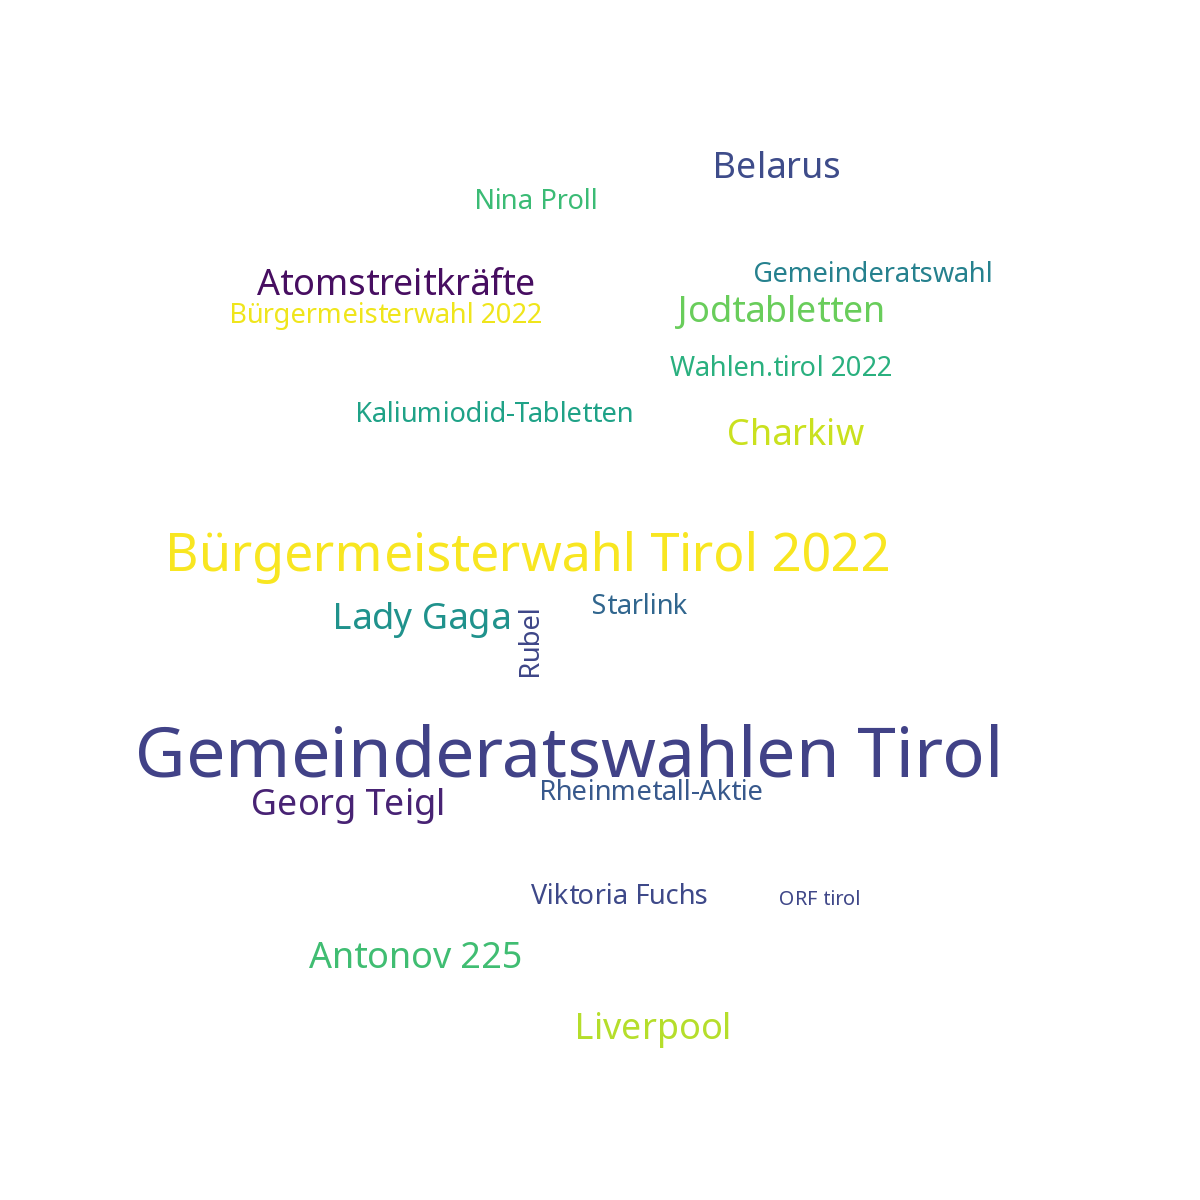 Belarus
Nina Proll
Gemeinderatswahl
Atomstreitkräfte
Jodtabletten
Bürgermeisterwahl 2022
Wahlen.tirol 2022
Kaliumiodid-Tabletten
Charkiw
Bürgermeisterwahl Tirol 2022
Starlink
Lady Gaga
Rubel
Gemeinderatswahlen Tirol
Rheinmetall-Aktie
Georg Teigl
Viktoria Fuchs
ORF tirol
Antonov 225
Liverpool